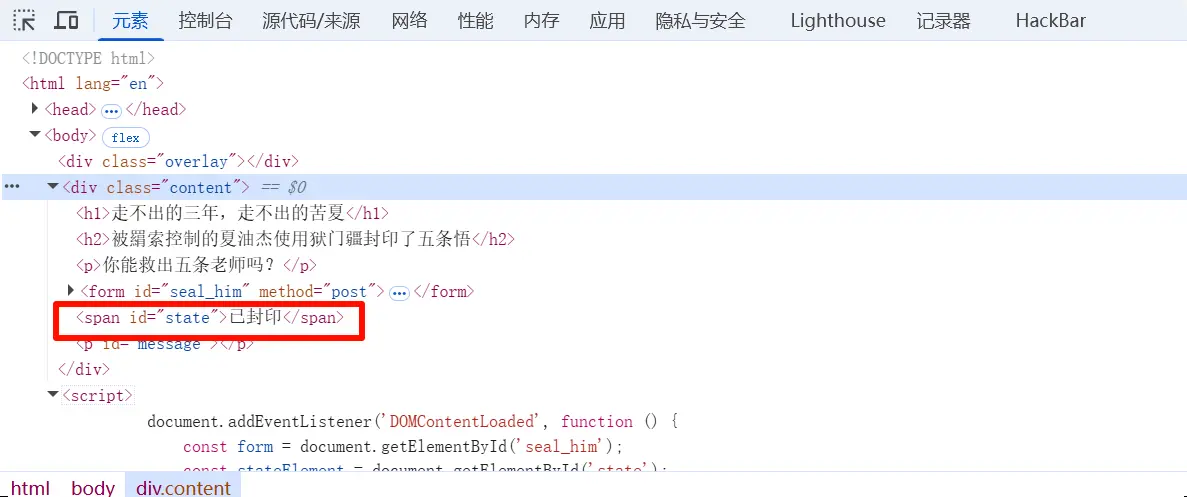 元素 控制台 源代码/来源 网络 性能 内存 应用 隐私与安全 Lighthouse 记录器 HackBar
<!DOCTYPE html>
<html lang="en">
<head> ••• </head>
<body> flex
<div class="overlay"></div>
••• <div class="content"> == $0
<h1>走不出的三年，走不出的苦夏</h1>
<h2>被羂索控制的夏油杰使用狱门疆封印了五条悟</h2>
<p>你能救出五条老师吗？</p>
<form id="seal_him" method="post"> ••• </form>
<span id="state">已封印</span>
<p id="message"></p>
</div>
<script>
document.addEventListener('DOMContentLoaded', function () {
const form = document.getElementById('seal_him');
const stateElement = document.getElementById('state');
html body div.content